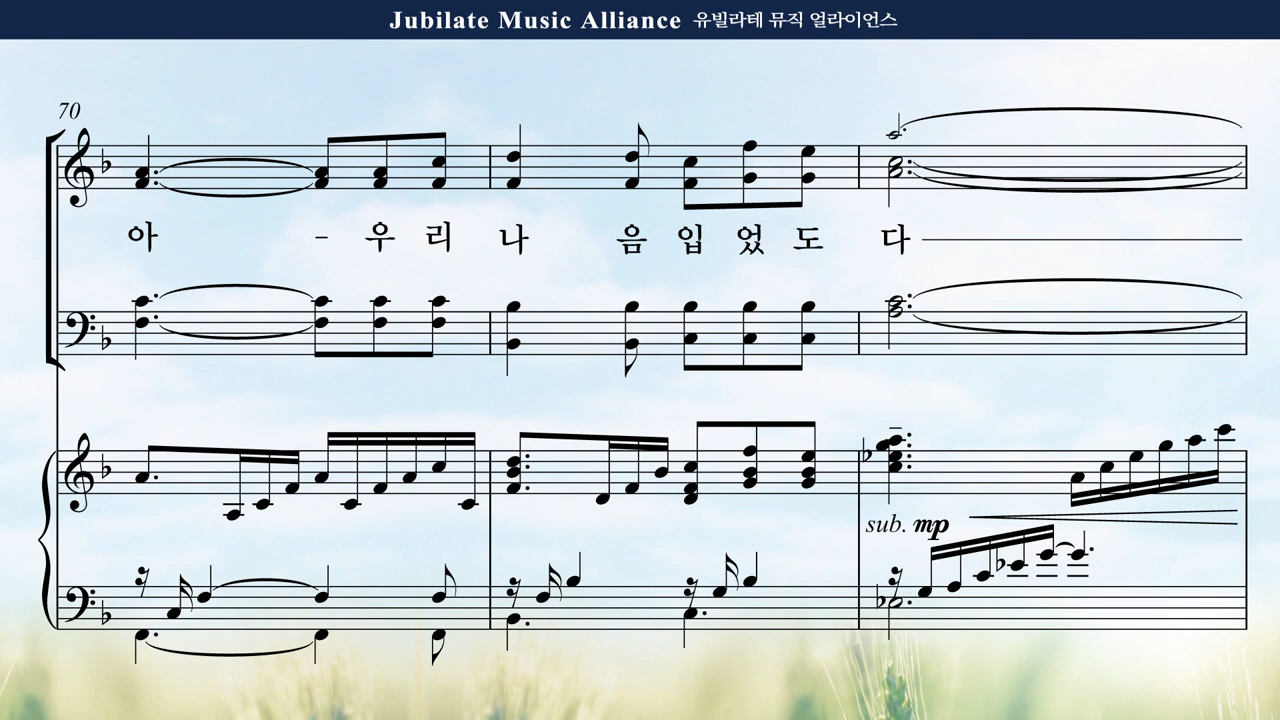 Jubilate Music Alliance 유빌라테 뮤직 얼라이언스
70
아 - 우 리 나 음 입 었 도 다
sub. mp